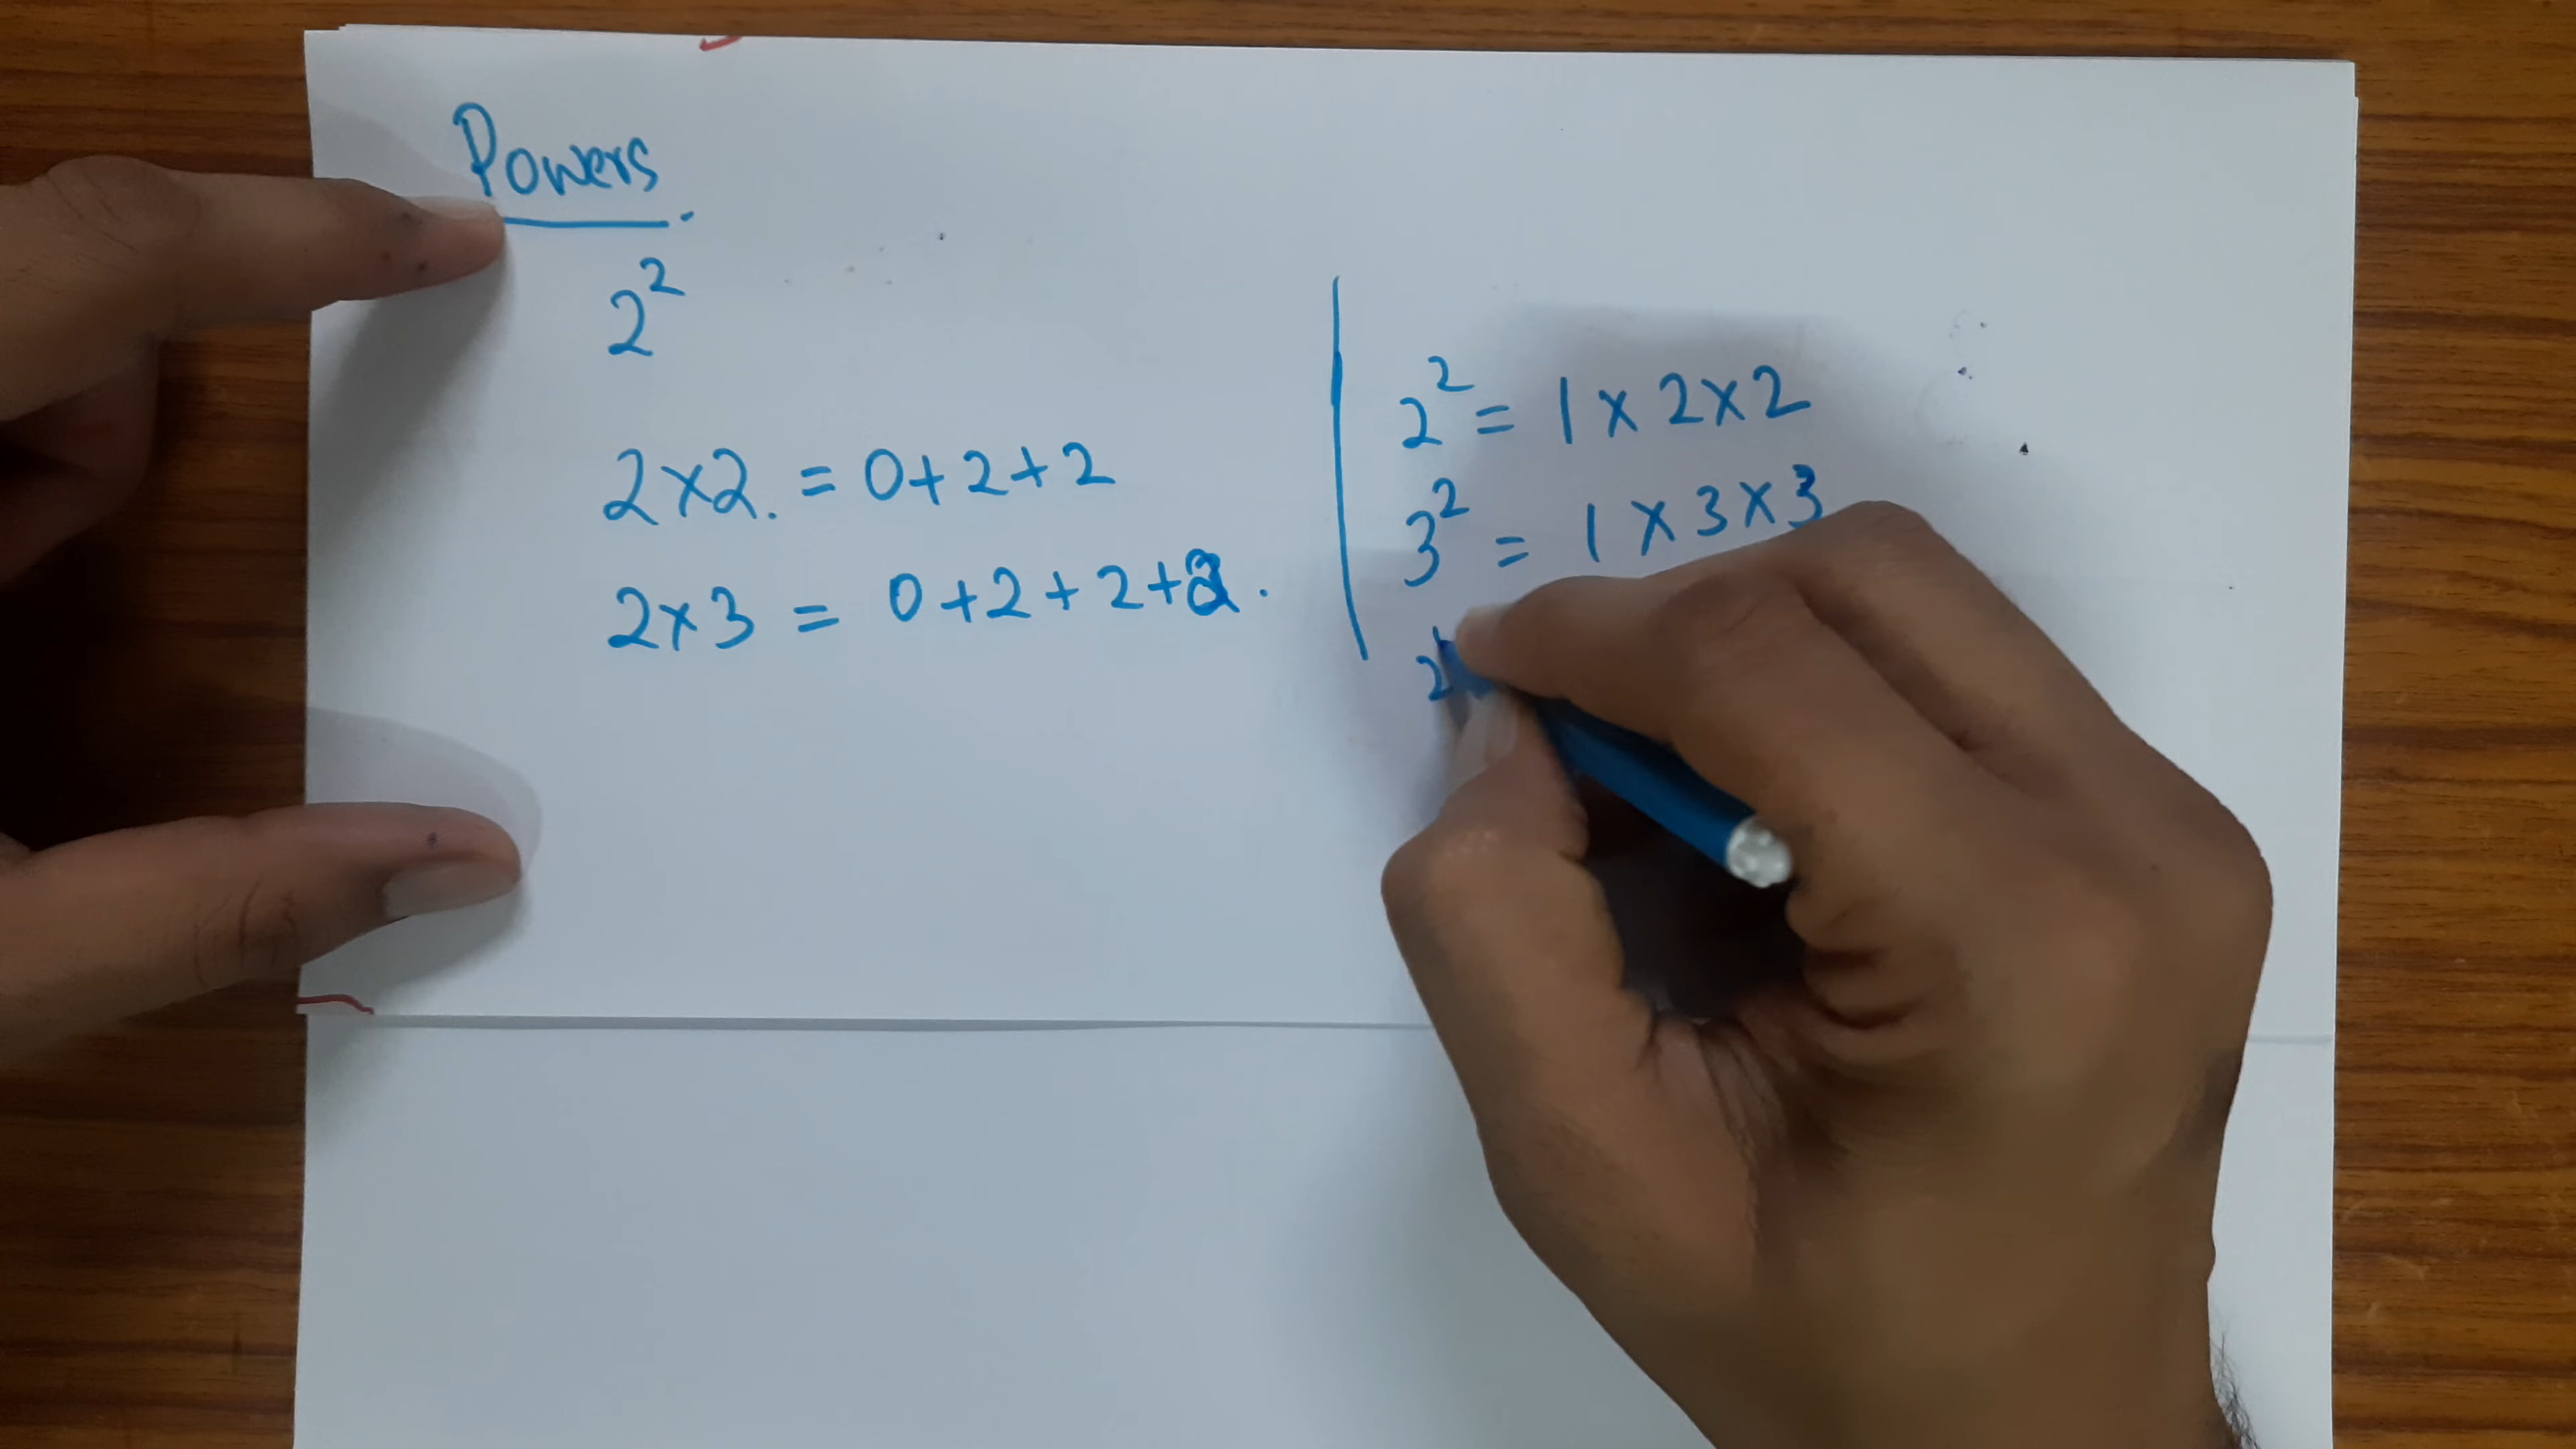 Powers.
2²
2×2. = 0+2+2
2×3 = 0+2+2+2.
2² = 1×2×2
3² = 1×3×3
2